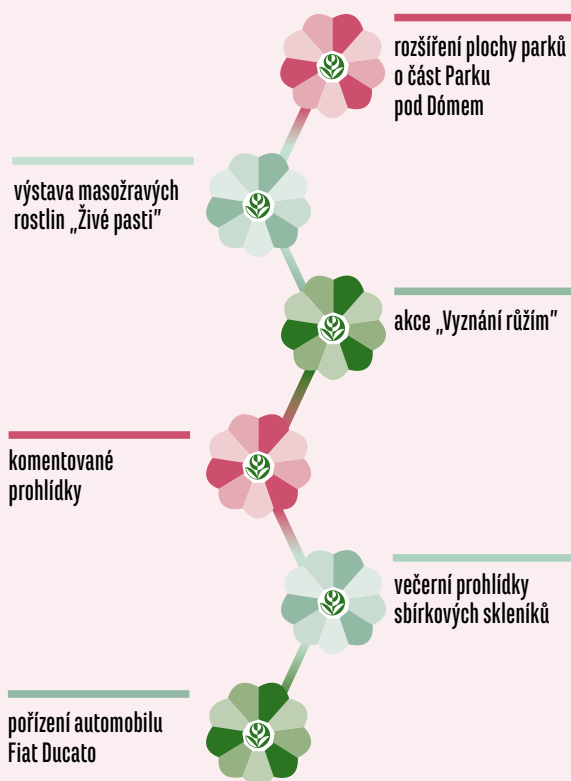 rozšíření plochy parků
o část Parku
pod Dómem
výstava masožravých
rostlin „Živé pasti”
akce „Vyznání růžím”
komentované
prohlídky
večerní prohlídky
sbírkových skleníků
pořízení automobilu
Fiat Ducato